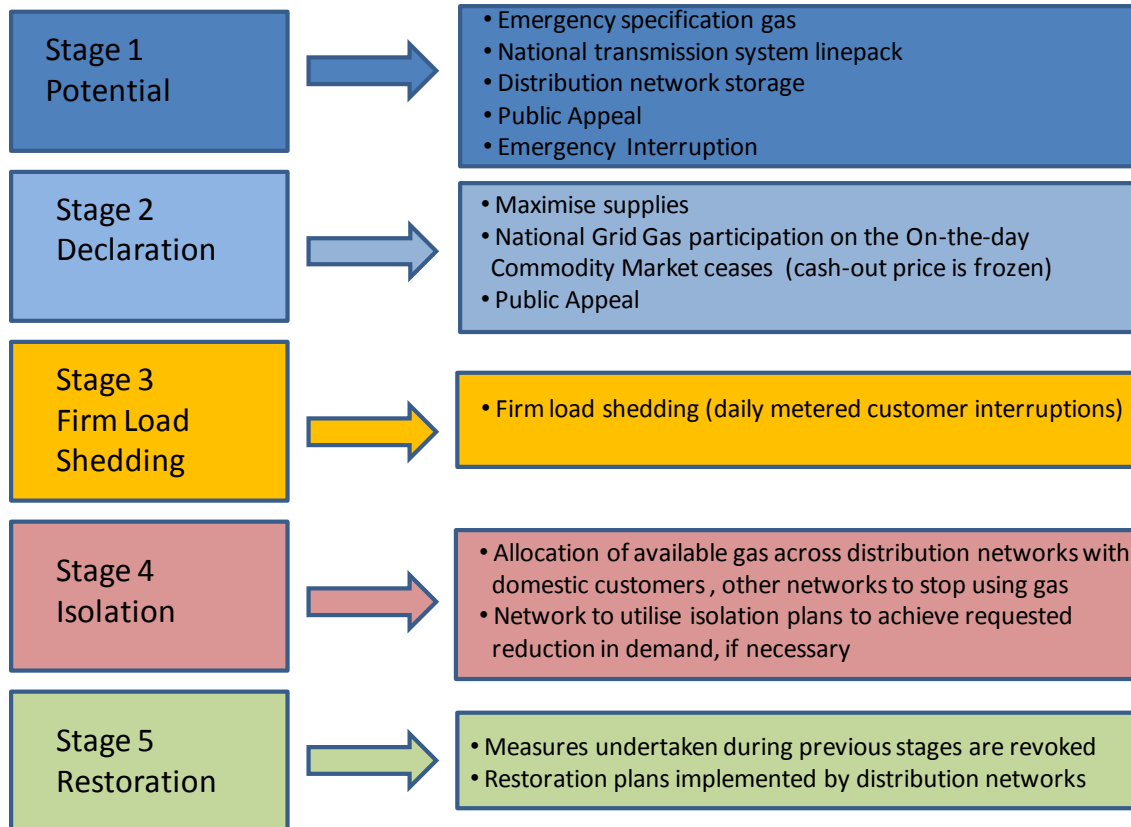 Stage 1
Potential
• Emergency specification gas
• National transmission system linepack
• Distribution network storage
• Public Appeal
• Emergency Interruption
Stage 2
Declaration
• Maximise supplies
• National Grid Gas participation on the On-the-day
Commodity Market ceases (cash-out price is frozen)
• Public Appeal
Stage 3
Firm Load
Shedding
• Firm load shedding (daily metered customer interruptions)
Stage 4
Isolation
• Allocation of available gas across distribution networks with
domestic customers , other networks to stop using gas
• Network to utilise isolation plans to achieve requested
reduction in demand, if necessary
Stage 5
Restoration
• Measures undertaken during previous stages are revoked
• Restoration plans implemented by distribution networks